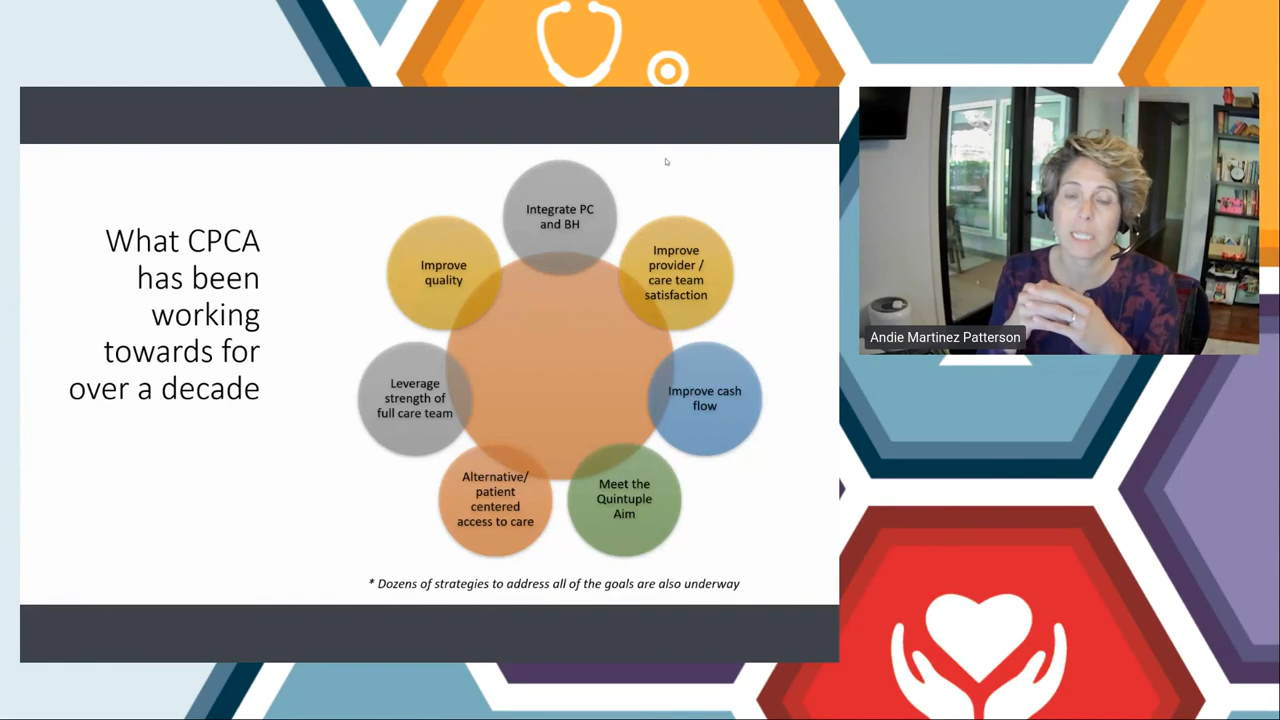 What CPCA
has been
working
towards for
over a decade
Integrate PC
and BH
Improve
provider /
care team
satisfaction
Improve cash
flow
Meet the
Quintuple
Aim
Alternative/
patient
centered
access to care
Leverage
strength of
full care team
Improve
quality
* Dozens of strategies to address all of the goals are also underway
Andie Martinez Patterson